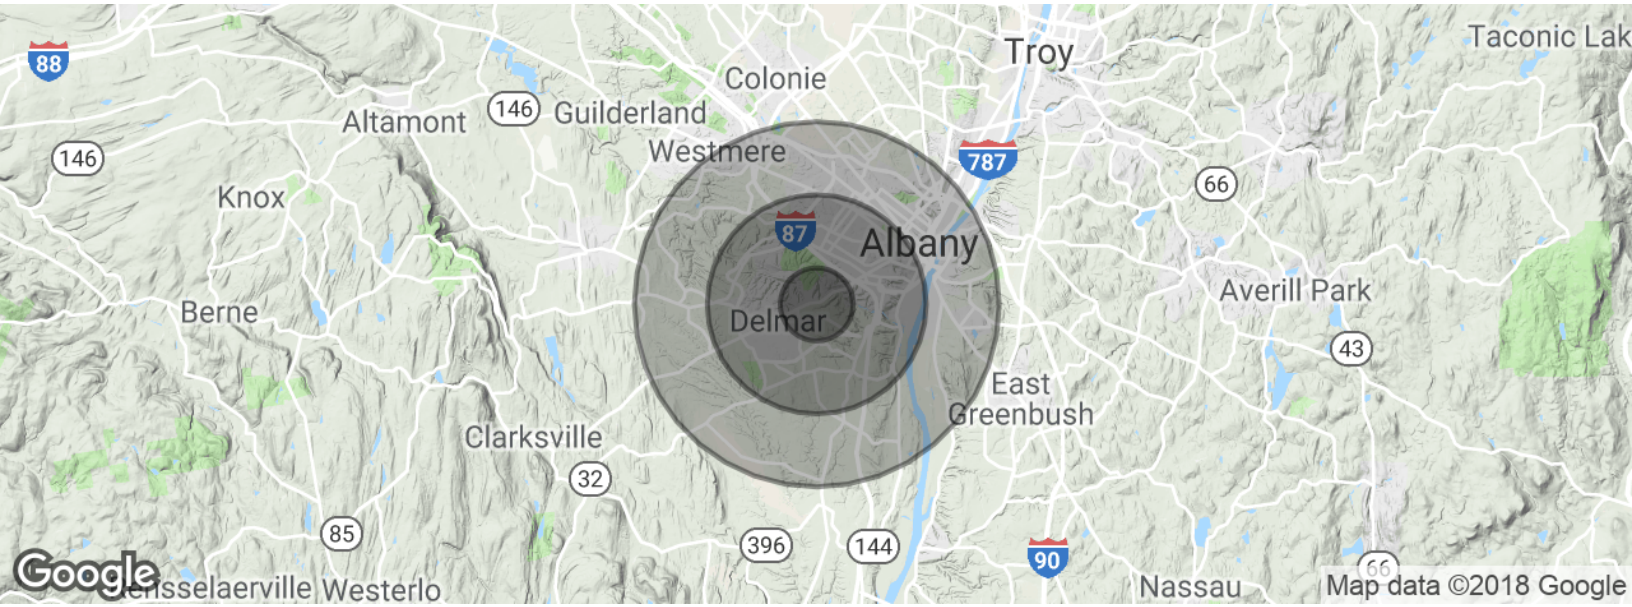 Taconic Lak
Troy
88
Colonie
146
Guilderland
Altamont
Westmere
146
787
66
Knox
87
Albany
Averill Park
Berne
Delmar
43
East
Greenbush
Clarksville
32
85
396
144
90
66
Google
Rensselaerville
Westerlo
Nassau
Map data ©2018 Google